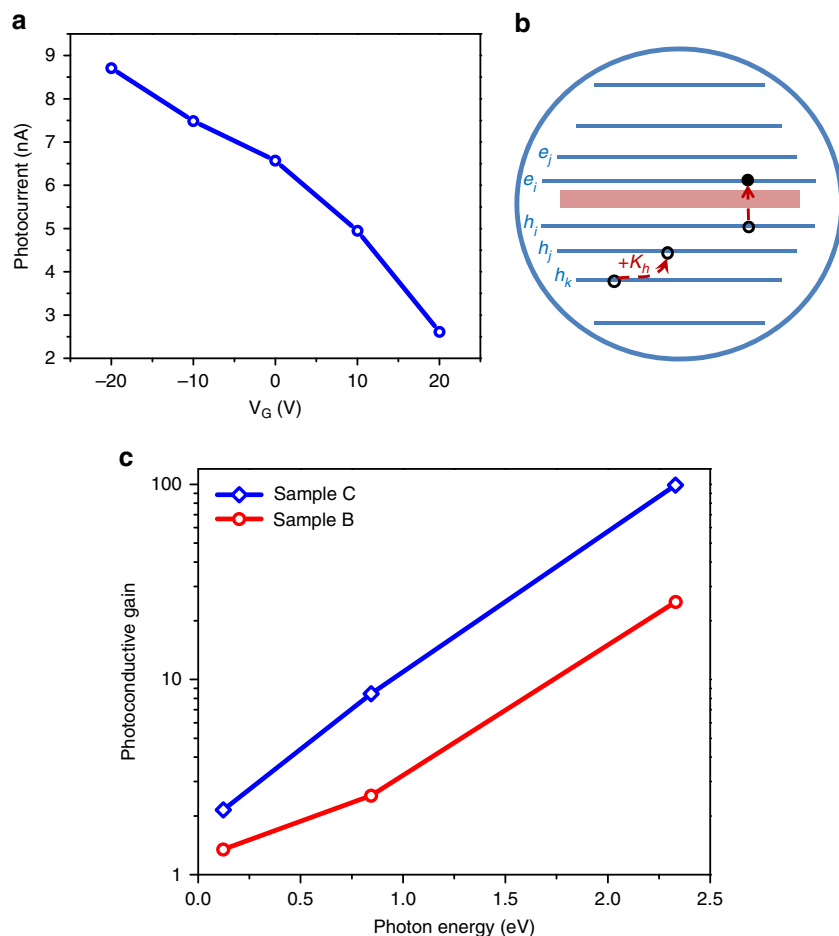 a
9
8
7
6
5
4
3
2
Photocurrent (nA)
–20
–10
0
10
20
V_G (V)
b
e_j
e_i
h_i
h_j
+K_h
h_k
c
100
10
1
Photoconductive gain
Sample C
Sample B
0.0
0.5
1.0
1.5
2.0
2.5
Photon energy (eV)